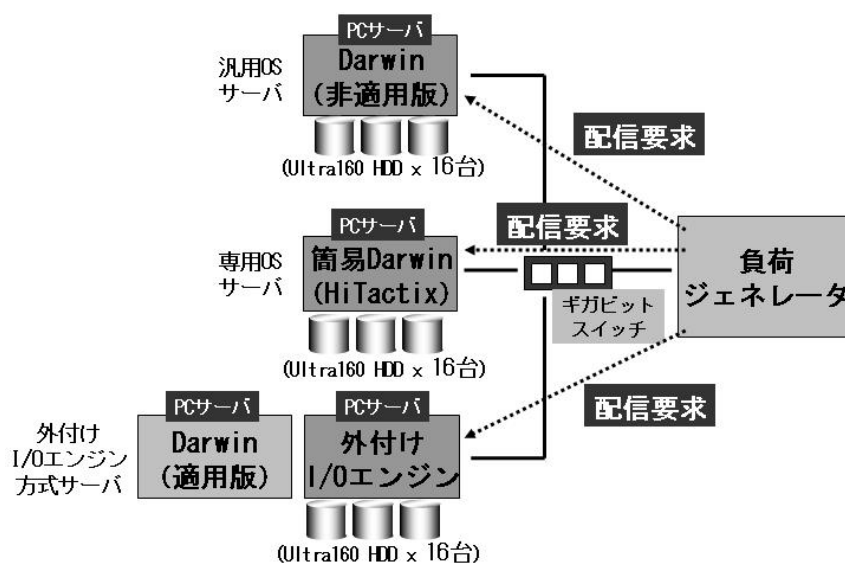 PCサーバ
汎用OS
サーバ
Darwin
(非適用版)
(Ultra160 HDD x 16台)
配信要求
PCサーバ
専用OS
サーバ
簡易Darwin
(HiTactix)
(Ultra160 HDD x 16台)
配信要求
ギガビット
スイッチ
負荷
ジェネレータ
配信要求
外付け
I/Oエンジン
方式サーバ
PCサーバ
Darwin
(適用版)
PCサーバ
外付け
I/Oエンジン
(Ultra160 HDD x 16台)